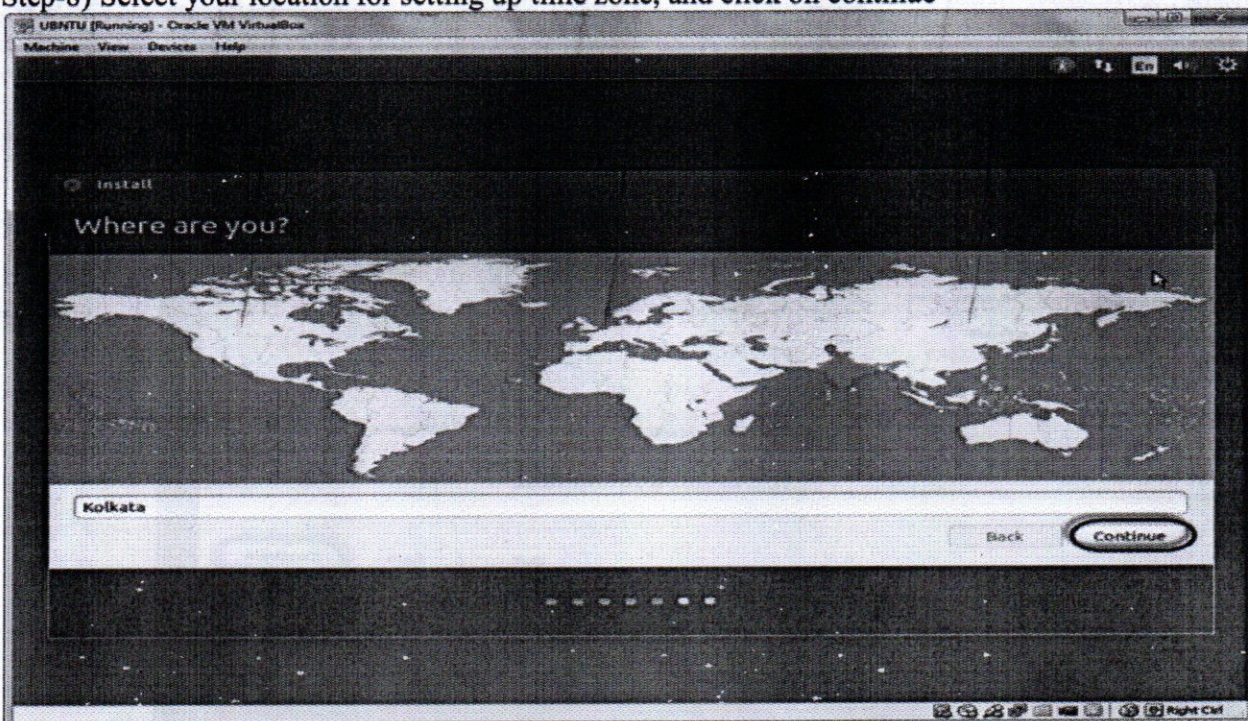 Step-8) Select your location for setting up time zone, and click on continue
UBNTU [Running] - Oracle VM VirtualBox
Machine View Devices Help
En
Install
Where are you?
Kolkata
Back Continue
Right Ctrl